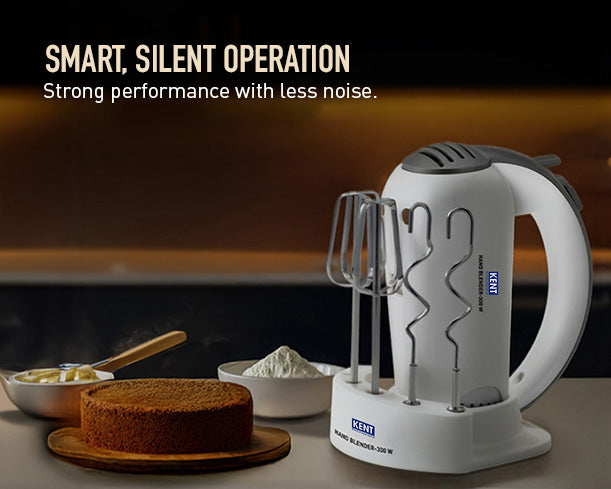 SMART, SILENT OPERATION
Strong performance with less noise.
KENT
HAND BLENDER-300 W
KENT
HAND BLENDER-300 W